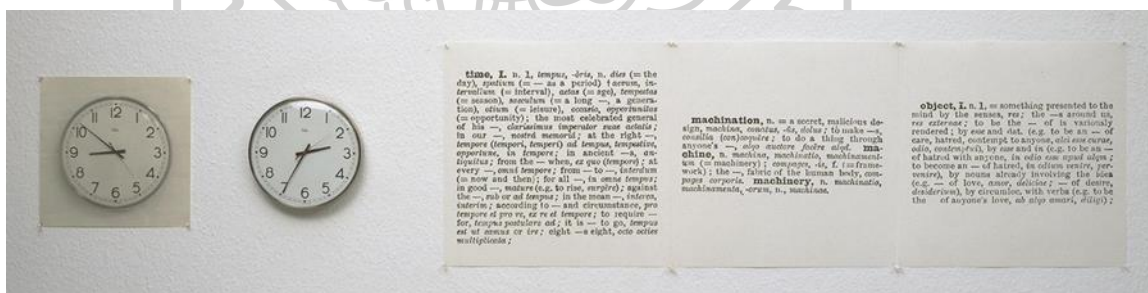 12
1
2
3
4
5
6
7
8
9
10
11
12
1
2
3
4
5
6
7
8
9
10
11
time, I. n. 1, tempus, -ŏris, n. dies (= the
day), spatium (= — as a period) † aevum, in-
tervallum (= interval), aetas (= age), tempestas
(= season), saeculum (= a long —, a genera-
tion), otium (= leisure), occasio, opportunitas
(= opportunity); the most celebrated general
of his —, clarissimus imperator suae aetatis;
in our —, nostra memoria; at the right —,
tempore (tempori, temperi) ad tempus, tempestive,
opportune, in tempore; in ancient —s, an-
tiquitus; from the — when, ex quo (tempore); at
every —, omni tempore; from — to —, interdum
(= now and then); for all —, in omne tempus;
in good —, mature (e.g. to rise, surgere); against
the —, sub or ad tempus; in the mean —, interea,
interim; according to — and circumstance, pro
tempore et pro re, ex re et tempore; to require —
for, tempus postulare ad; it is — to go, tempus
est ut eamus or ire; eight —s eight, octo octies
multiplicata;
machination, n. = a secret, malicious de-
sign, machina, conatus, -ūs, dolus; to make —s,
consilia (con)coquere; to do a thing through
anyone's —, alqo auctore facere alqd. ma-
chine, n. machina, machinatio, machinament-
um (= machinery); compages, -is, f. (= frame-
work); the —, fabric of the human body, com-
pages corporis. machinery, n. machinatio,
machinamenta, -orum, n., machinae.
object, I. n. 1, = something presented to the
mind by the senses, res; the —s around us,
res externae; to be the — of is variously
rendered; by esse and dat. (e.g. to be an — of
care, hatred, contempt to anyone, alci esse curae,
odio, contemptui), by esse and in (e.g. to be an —
of hatred with anyone, in odio esse apud alqm;
to become an — of hatred, in odium venire, per-
venire), by nouns already involving the idea
(e.g. — of love, amor, deliciae; — of desire,
desiderium), by circumloc. with verbs (e.g. to be
the of anyone's love, ab alqo amari, diligi);